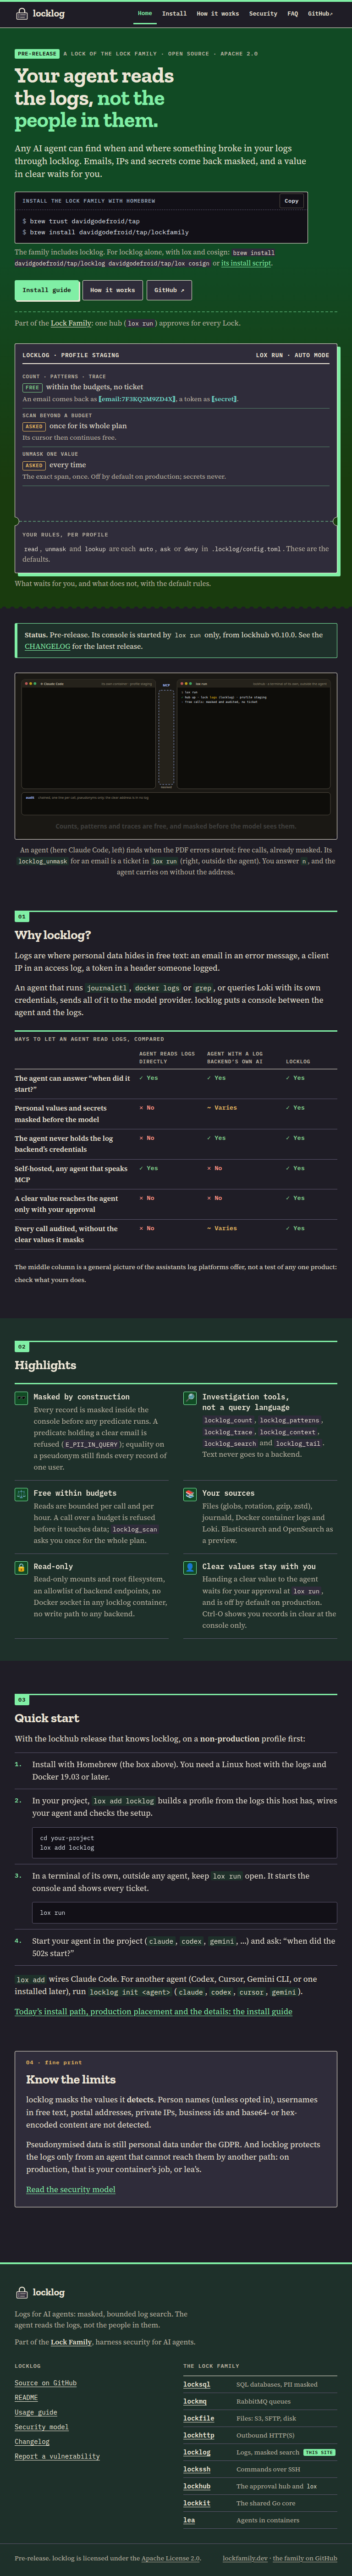 locklog
Home Install How it works Security FAQ GitHub↗
PRE-RELEASE A LOCK OF THE LOCK FAMILY · OPEN SOURCE · APACHE 2.0
Your agent reads
the logs, not the
people in them.
Any AI agent can find when and where something broke in your logs
through locklog. Emails, IPs and secrets come back masked, and a value
in clear waits for you.
INSTALL THE LOCK FAMILY WITH HOMEBREW
Copy
$ brew trust davidgodefroid/tap
$ brew install davidgodefroid/tap/lockfamily
The family includes locklog. For locklog alone, with lox and cosign: brew install
davidgodefroid/tap/locklog davidgodefroid/tap/lox cosign or its install script.
Install guide How it works GitHub ↗
Part of the Lock Family: one hub (lox run) approves for every Lock.
LOCKLOG · PROFILE STAGING LOX RUN · AUTO MODE
COUNT · PATTERNS · TRACE
FREE within the budgets, no ticket
An email comes back as ⟦email:7F3KQ2M9ZD4X⟧, a token as ⟦secret⟧.
SCAN BEYOND A BUDGET
ASKED once for its whole plan
Its cursor then continues free.
UNMASK ONE VALUE
ASKED every time
The exact span, once. Off by default on production; secrets never.
YOUR RULES, PER PROFILE
read, unmask and lookup are each auto, ask or deny in .locklog/config.toml. These are the
defaults.
What waits for you, and what does not, with the default rules.
Status. Pre-release. Its console is started by lox run only, from lockhub v0.10.0. See the
CHANGELOG for the latest release.
Claude Code
MCP
lox run
Counts, patterns and traces are free, and masked before the model sees them.
An agent (here Claude Code, left) finds when the PDF errors started: free calls, already masked. Its
locklog_unmask for an email is a ticket in lox run (right, outside the agent). You answer n, and the
agent carries on without the address.
01
Why locklog?
Logs are where personal data hides in free text: an email in an error message, a client
IP in an access log, a token in a header someone logged.
An agent that runs journalctl, docker logs or grep, or queries Loki with its own
credentials, sends all of it to the model provider. locklog puts a console between the
agent and the logs.
WAYS TO LET AN AGENT READ LOGS, COMPARED
AGENT READS LOGS DIRECTLY AGENT WITH A LOG BACKEND'S OWN AI LOCKLOG
The agent can answer "when did it start?" ✓ Yes ✓ Yes ✓ Yes
Personal values and secrets masked before the model ✕ No ~ Varies ✓ Yes
The agent never holds the log backend's credentials ✕ No ✓ Yes ✓ Yes
Self-hosted, any agent that speaks MCP ✓ Yes ✕ No ✓ Yes
A clear value reaches the agent only with your approval ✕ No ✕ No ✓ Yes
Every call audited, without the clear values it masks ✕ No ~ Varies ✓ Yes
The middle column is a general picture of the assistants log platforms offer, not a test of any one product:
check what yours does.
02
Highlights
Masked by construction
Every record is masked inside the
console before any predicate runs. A
predicate holding a clear email is
refused (E_PII_IN_QUERY); equality on
a pseudonym still finds every record of
one user.
Investigation tools,
not a query language
locklog_count, locklog_patterns,
locklog_trace, locklog_context,
locklog_search and locklog_tail.
Text never goes to a backend.
Free within budgets
Reads are bounded per call and per
hour. A call over a budget is refused
before it touches data; locklog_scan
asks you once for the whole plan.
Your sources
Files (globs, rotation, gzip, zstd),
journald, Docker container logs and
Loki. Elasticsearch and OpenSearch as
a preview.
Read-only
Read-only mounts and root filesystem,
an allowlist of backend endpoints, no
Docker socket in any locklog container,
no write path to any backend.
Clear values stay with you
Handing a clear value to the agent
waits for your approval at lox run,
and is off by default on production.
Ctrl-O shows you records in clear at the
console only.
03
Quick start
With the lockhub release that knows locklog, on a non-production profile first:
1. Install with Homebrew (the box above). You need a Linux host with the logs and
Docker 19.03 or later.
2. In your project, lox add locklog builds a profile from the logs this host has, wires
your agent and checks the setup.
cd your-project
lox add locklog
3. In a terminal of its own, outside any agent, keep lox run open. It starts the
console and shows every ticket.
lox run
4. Start your agent in the project (claude, codex, gemini, …) and ask: "when did the
502s start?"
lox add wires Claude Code. For another agent (Codex, Cursor, Gemini CLI, or one
installed later), run locklog init <agent> (claude, codex, cursor, gemini).
Today's install path, production placement and the details: the install guide
04 · fine print
Know the limits
locklog masks the values it detects. Person names (unless opted in), usernames
in free text, postal addresses, private IPs, business ids and base64- or hex-
encoded content are not detected.
Pseudonymised data is still personal data under the GDPR. And locklog protects
the logs only from an agent that cannot reach them by another path: on
production, that is your container's job, or lea's.
Read the security model
locklog
Logs for AI agents: masked, bounded log search. The
agent reads the logs, not the people in them.
Part of the Lock Family, harness security for AI agents.
LOCKLOG
Source on GitHub
README
Usage guide
Security model
Changelog
Report a vulnerability
THE LOCK FAMILY
locksql SQL databases, PII masked
lockmq RabbitMQ queues
lockfile Files: S3, SFTP, disk
lockhttp Outbound HTTP(S)
locklog Logs, masked search THIS SITE
lockssh Commands over SSH
lockhub The approval hub and lox
lockkit The shared Go core
lea Agents in containers
Pre-release. locklog is licensed under the Apache License 2.0.
lockfamily.dev · the family on GitHub